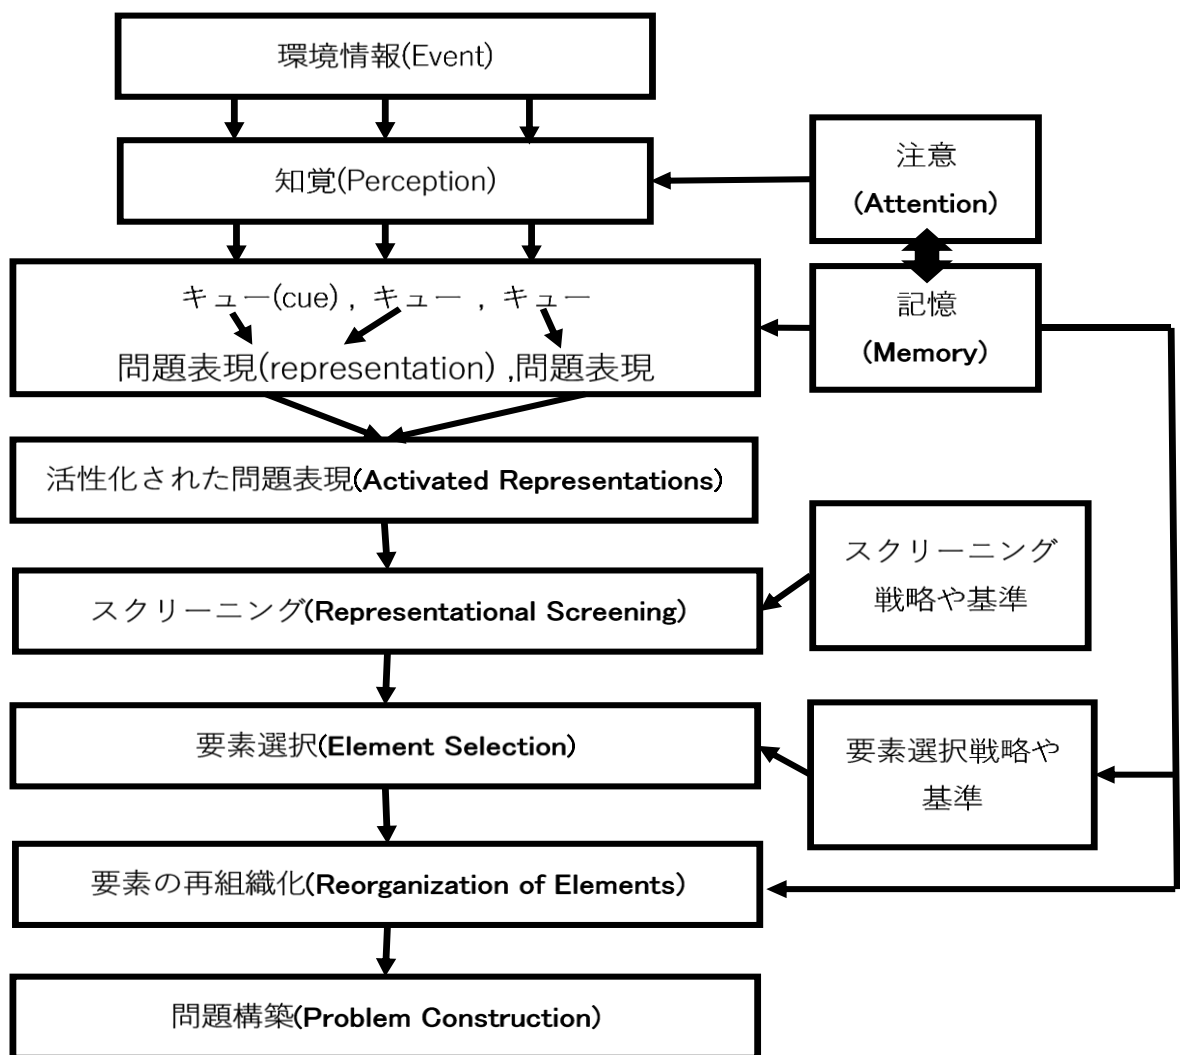 環境情報(Event)
知覚(Perception)
注意
(Attention)
キュー(cue) , キュー , キュー
問題表現(representation) ,問題表現
記憶
(Memory)
活性化された問題表現(Activated Representations)
スクリーニング(Representational Screening)
スクリーニング
戦略や基準
要素選択(Element Selection)
要素選択戦略や
基準
要素の再組織化(Reorganization of Elements)
問題構築(Problem Construction)